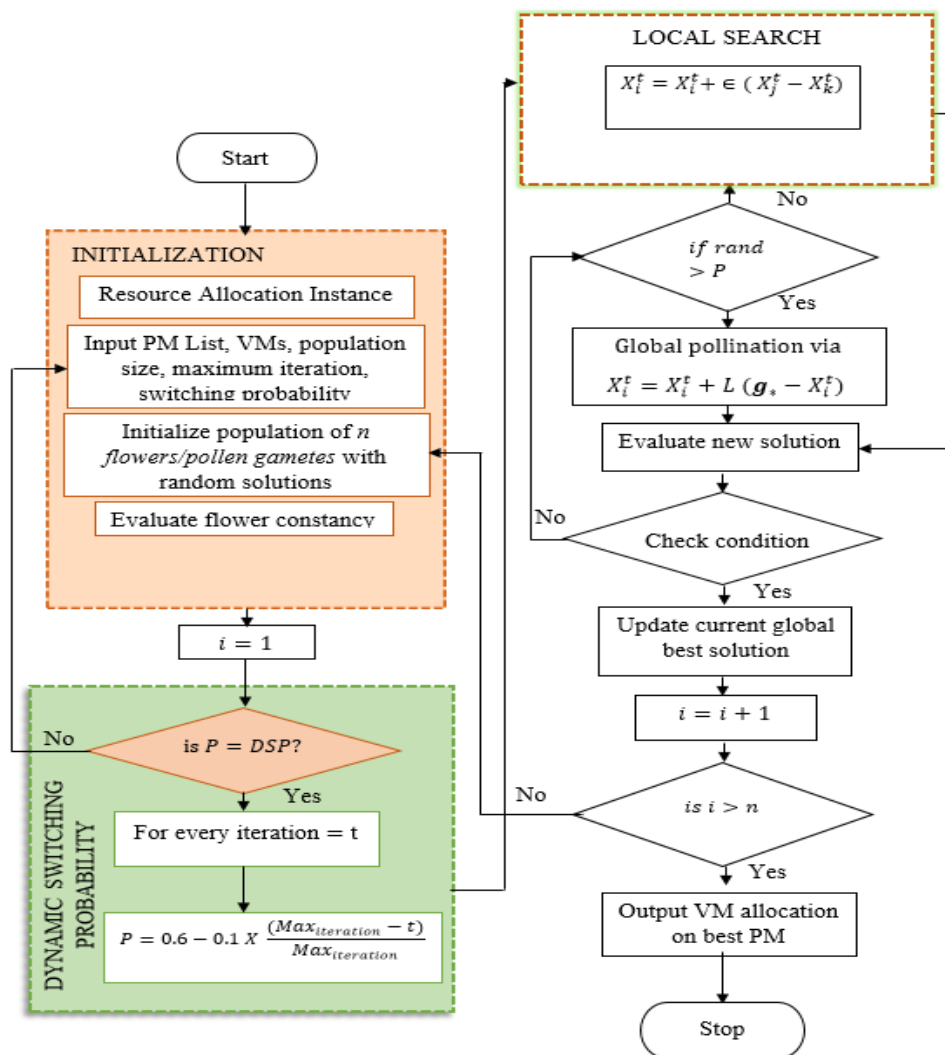 Start
INITIALIZATION
Resource Allocation Instance
Input PM List, VMs, population
size, maximum iteration,
switching probability
Initialize population of n
flowers/pollen gametes with
random solutions
Evaluate flower constancy
i = 1
DYNAMIC SWITCHING
PROBABILITY
is P = DSP?
No
Yes
For every iteration = t
P = 0.6 − 0.1 X (Max_iteration − t) / Max_iteration
LOCAL SEARCH
X_i^t = X_i^t + ∈ ( X_j^t − X_k^t)
No
if rand
> P
Yes
Global pollination via
X_i^t = X_i^t + L (g_* − X_i^t)
Evaluate new solution
No
Check condition
Yes
Update current global
best solution
i = i + 1
No
is i > n
Yes
Output VM allocation
on best PM
Stop